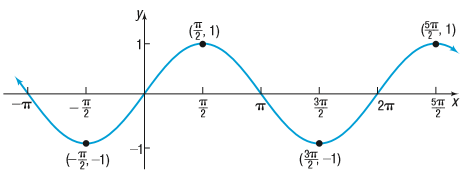 y
(π/2, 1)
(5π/2, 1)
1
−π
−π/2
π/2
π
3π/2
2π
5π/2
x
(−π/2, −1)
−1
(3π/2, −1)